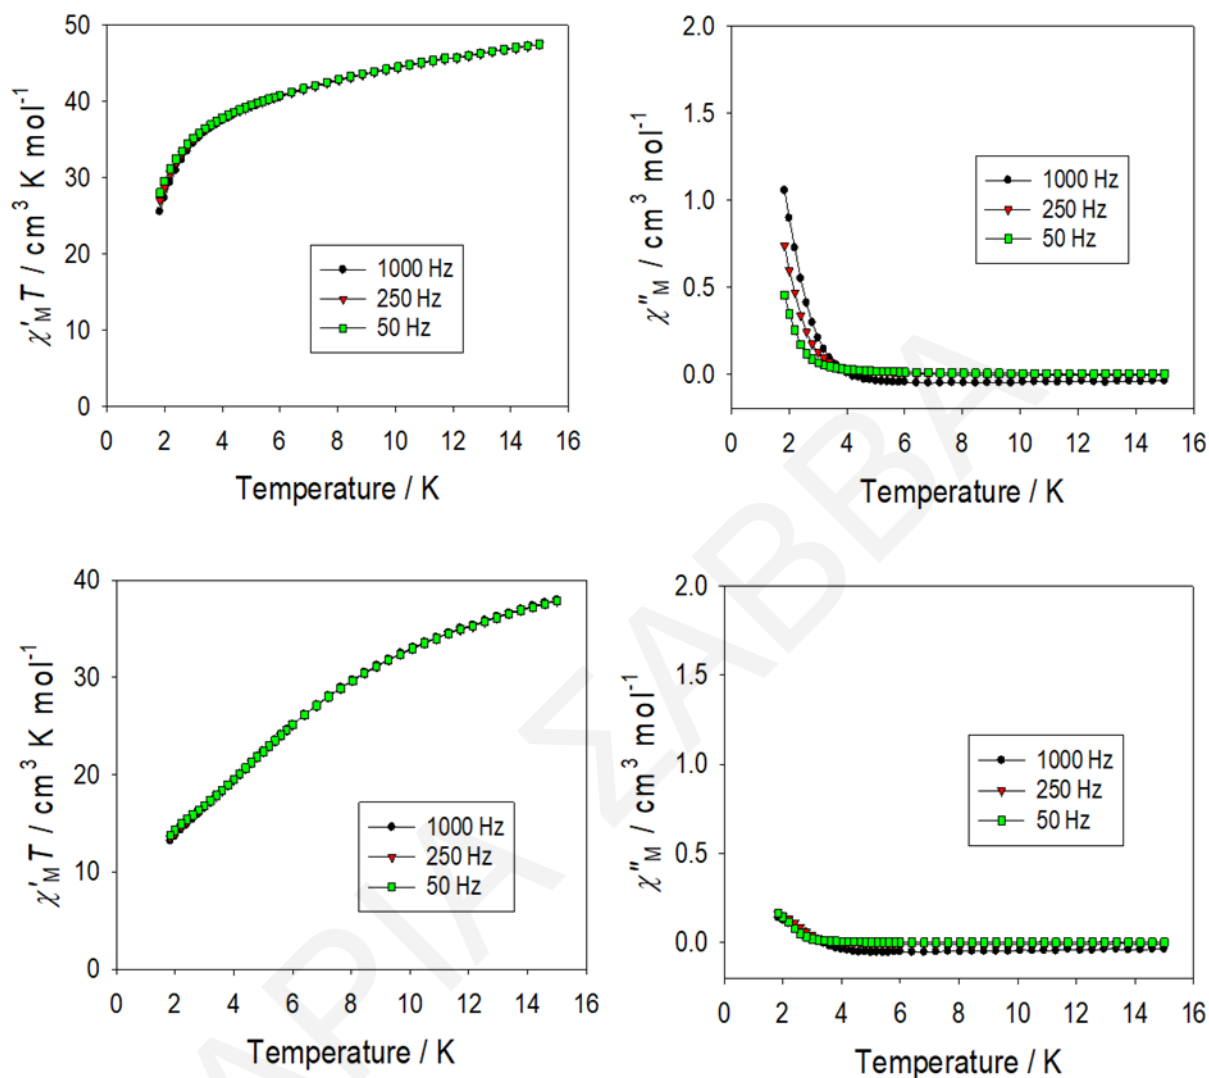 50
40
30
20
10
0
χ′M T / cm3 K mol-1
1000 Hz
250 Hz
50 Hz
0 2 4 6 8 10 12 14 16
Temperature / K
2.0
1.5
1.0
0.5
0.0
χ″M / cm3 mol-1
1000 Hz
250 Hz
50 Hz
0 2 4 6 8 10 12 14 16
Temperature / K
40
30
20
10
0
χ′M T / cm3 K mol-1
1000 Hz
250 Hz
50 Hz
0 2 4 6 8 10 12 14 16
Temperature / K
2.0
1.5
1.0
0.5
0.0
χ″M / cm3 mol-1
1000 Hz
250 Hz
50 Hz
0 2 4 6 8 10 12 14 16
Temperature / K
ΑΡΙΑ ΣΑΒΒΑ